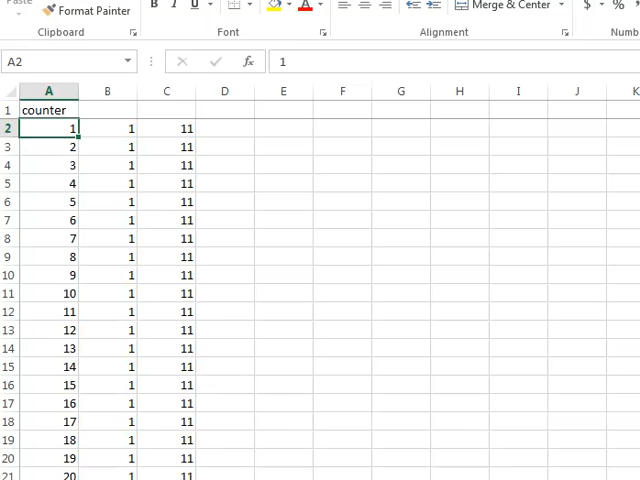 Paste
Format Painter
B I U A
Merge & Center $ %
Clipboard Font Alignment Numb
A2 fx 1
A B C D E F G H I J K
1 counter
2 1 1 11
3 2 1 11
4 3 1 11
5 4 1 11
6 5 1 11
7 6 1 11
8 7 1 11
9 8 1 11
10 9 1 11
11 10 1 11
12 11 1 11
13 12 1 11
14 13 1 11
15 14 1 11
16 15 1 11
17 16 1 11
18 17 1 11
19 18 1 11
20 19 1 11
21 20 1 11